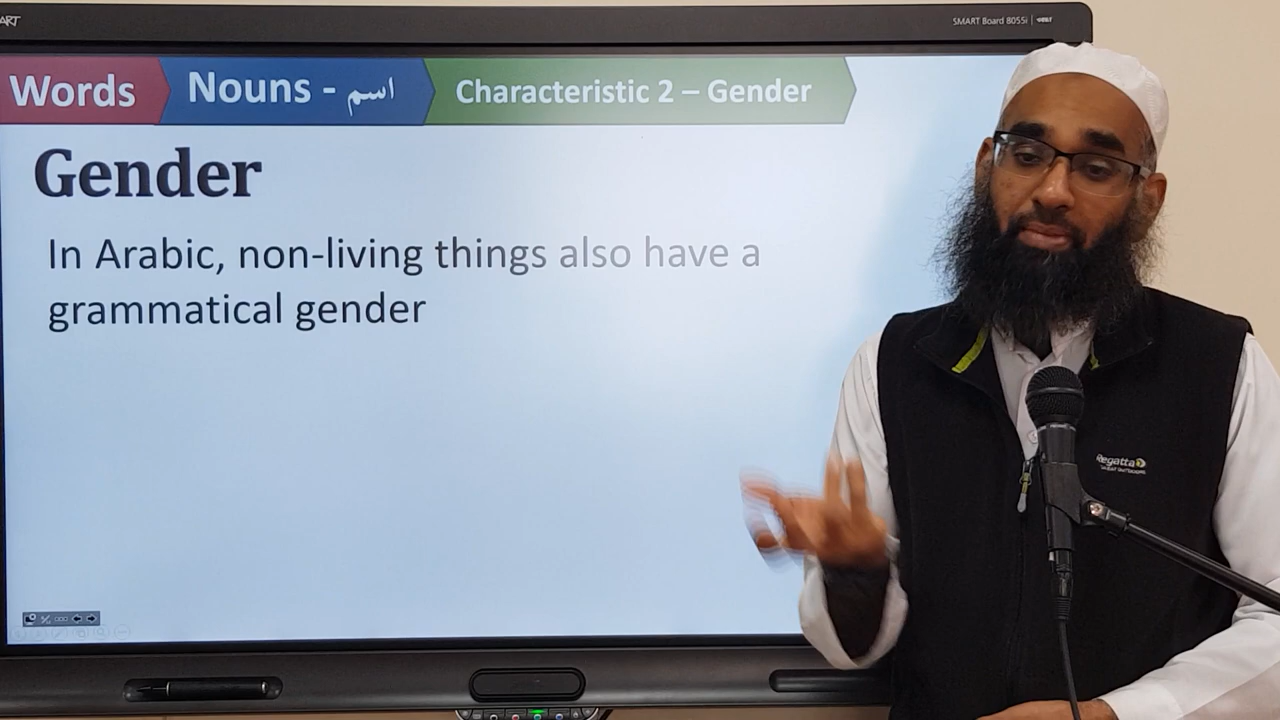 ART
SMART Board 8055i
Words
Nouns - اسم
Characteristic 2 – Gender
Gender
In Arabic, non-living things also have a
grammatical gender
Regatta